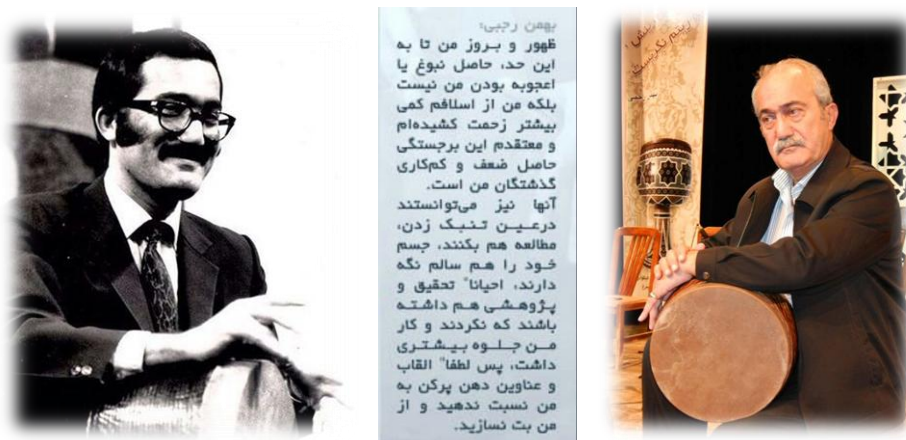 بهمن رجبی:
ظهور و بروز من تا به
این حد، حاصل نبوغ یا
اعجوبه بودن من نیست
بلکه من از اسلافم کمی
بیشتر زحمت کشیده‌ام
و معتقدم این برجستگی
حاصل ضعف و کم‌کاری
گذشتگان من است.
آنها نیز می‌توانستند
درعین تنبک زدن،
مطالعه هم بکنند، جسم
خود را هم سالم نگه
دارند، احیانا" تحقیق و
پژوهشی هم داشته
باشند که نکردند و کار
من جلوه بیشتری
داشت، پس لطفا" القاب
و عناوین دهن پرکن به
من نسبت ندهید و از
من بت نسازید.